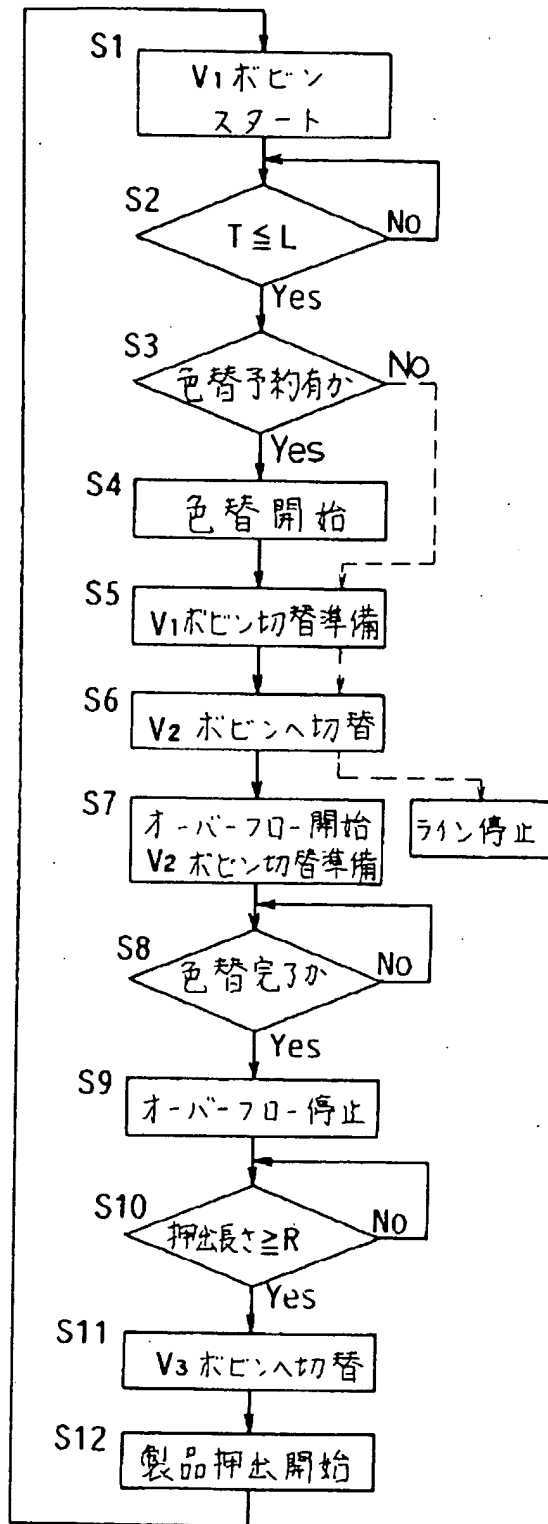 S1
V1ボビン
スタート
S2
T≦L
No
Yes
S3
色替予約有か
No
Yes
S4
色替開始
S5
V1ボビン切替準備
S6
V2ボビンへ切替
S7
オーバーフロー開始
V2ボビン切替準備
ライン停止
S8
色替完了か
No
Yes
S9
オーバーフロー停止
S10
押出長さ≧R
No
Yes
S11
V3ボビンへ切替
S12
製品押出開始